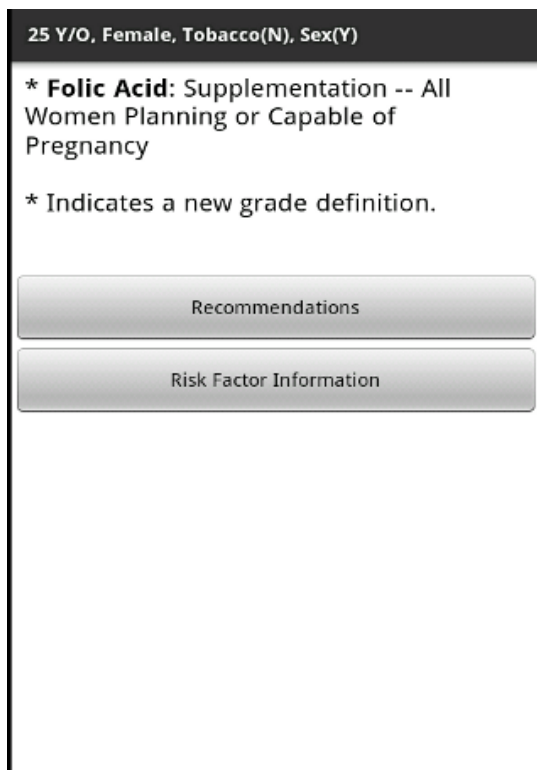 25 Y/O, Female, Tobacco(N), Sex(Y)
* Folic Acid: Supplementation -- All
Women Planning or Capable of
Pregnancy
* Indicates a new grade definition.
Recommendations
Risk Factor Information